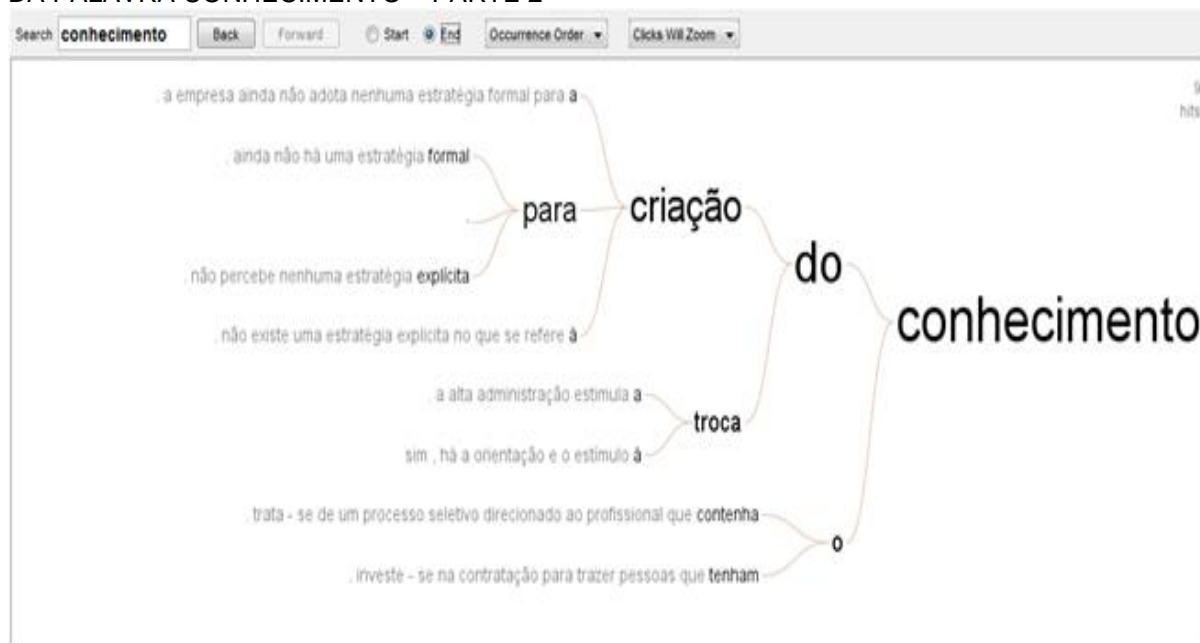 DA PALAVRA CONHECIMENTO – PARTE 2
Search conhecimento Back Forward Start End Occurrence Order Clicks Will Zoom
9
hits
. a empresa ainda não adota nenhuma estratégia formal para a
. ainda não há uma estratégia formal
.
para
criação
. não percebe nenhuma estratégia explícita
. não existe uma estratégia explicita no que se refere à
do
conhecimento
. a alta administração estimula a
troca
sim , há a orientação e o estímulo à
. trata - se de um processo seletivo direcionado ao profissional que contenha
o
. investe - se na contratação para trazer pessoas que tenham